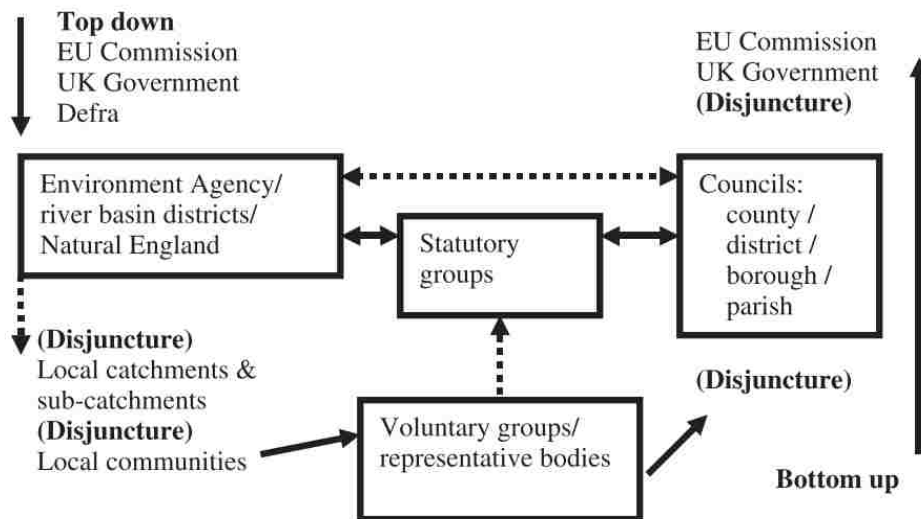 Top down
EU Commission
UK Government
Defra
EU Commission
UK Government
(Disjuncture)
Environment Agency/
river basin districts/
Natural England
Statutory
groups
Councils:
county /
district /
borough /
parish
(Disjuncture)
Local catchments &
sub-catchments
(Disjuncture)
Local communities
Voluntary groups/
representative bodies
(Disjuncture)
Bottom up